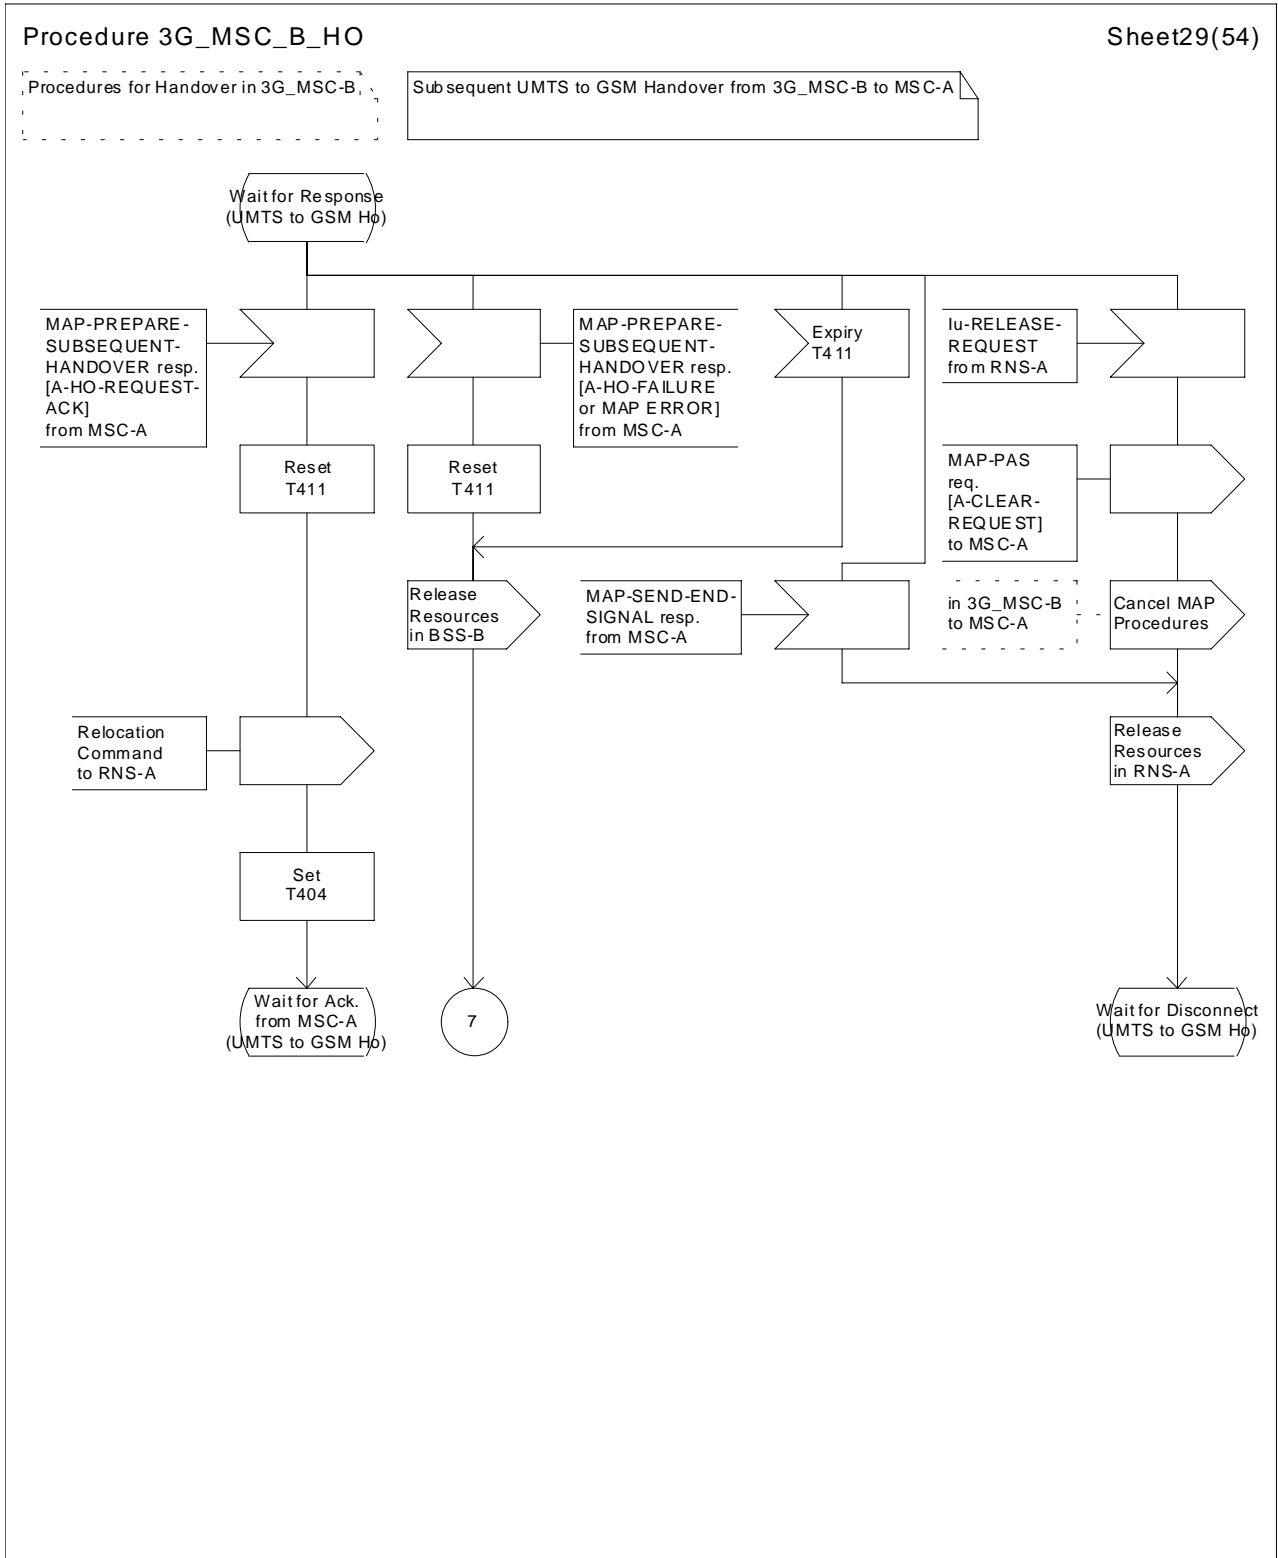 Procedure 3G_MSC_B_HO
Sheet29(54)
Procedures for Handover in 3G_MSC-B
Subsequent UMTS to GSM Handover from 3G_MSC-B to MSC-A
Wait for Response
(UMTS to GSM Ho)
MAP-PREPARE-
SUBSEQUENT-
HANDOVER resp.
[A-HO-REQUEST-
ACK]
from MSC-A
MAP-PREPARE-
SUBSEQUENT-
HANDOVER resp.
[A-HO-FAILURE
or MAP ERROR]
from MSC-A
Expiry
T411
Iu-RELEASE-
REQUEST
from RNS-A
Reset
T411
Reset
T411
MAP-PAS
req.
[A-CLEAR-
REQUEST]
to MSC-A
Release
Resources
in BSS-B
MAP-SEND-END-
SIGNAL resp.
from MSC-A
in 3G_MSC-B
to MSC-A
Cancel MAP
Procedures
Relocation
Command
to RNS-A
Release
Resources
in RNS-A
Set
T404
Wait for Ack.
from MSC-A
(UMTS to GSM Ho)
7
Wait for Disconnect
(UMTS to GSM Ho)